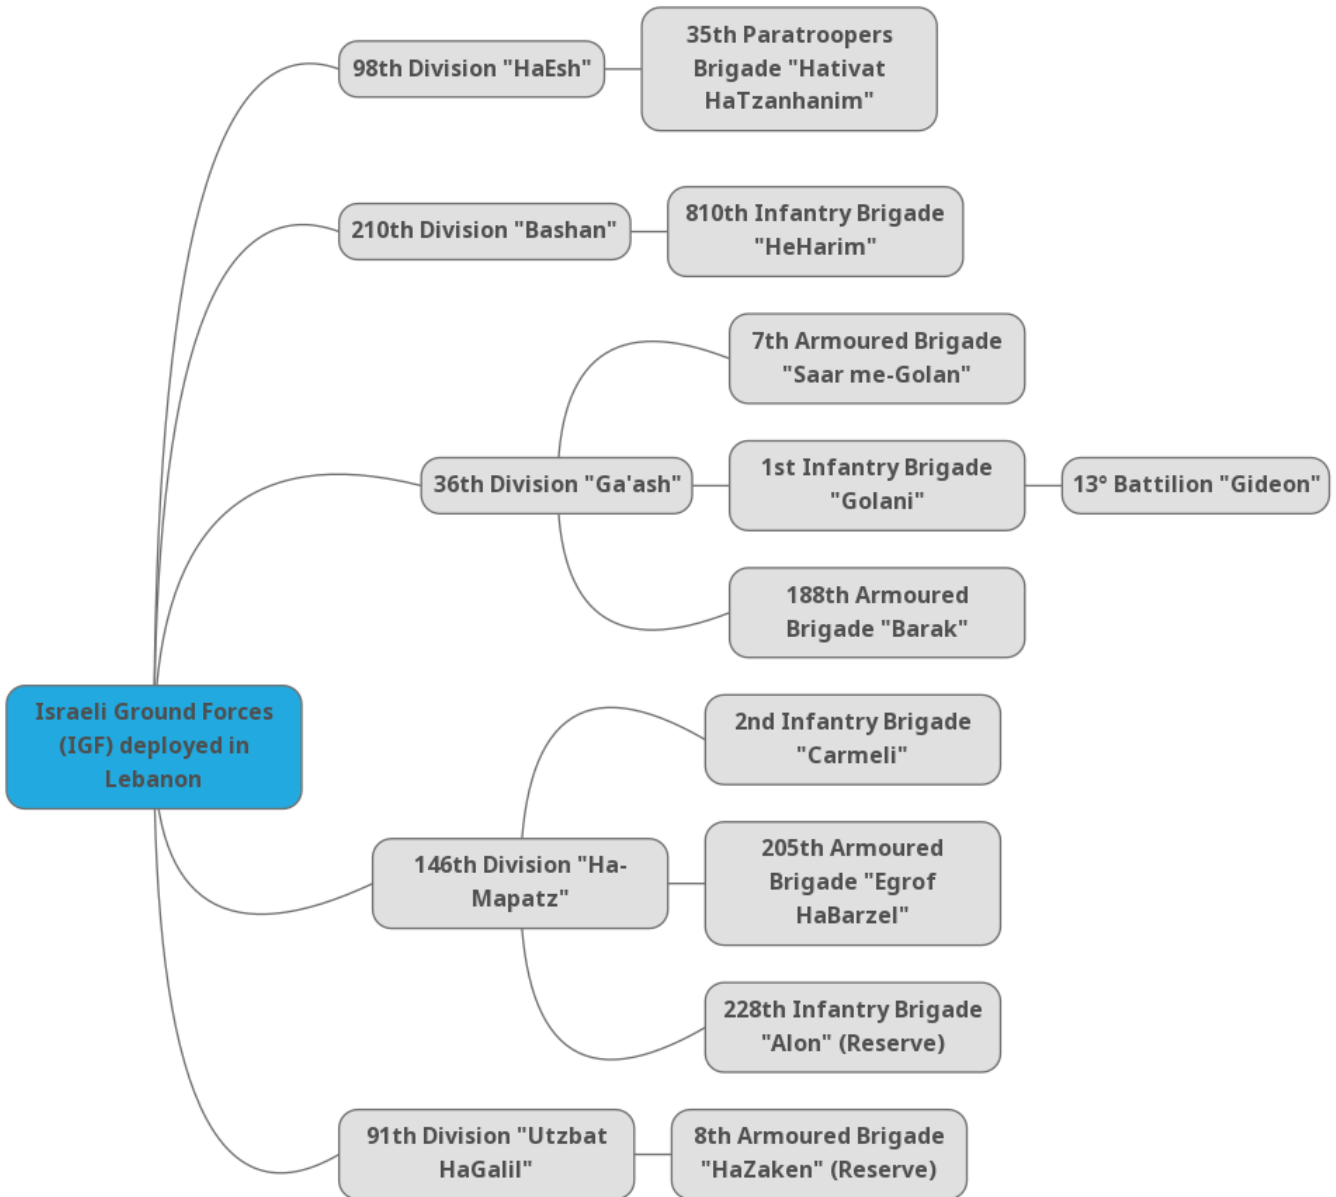 98th Division "HaEsh"
35th Paratroopers
Brigade "Hativat
HaTzanhanim"
210th Division "Bashan"
810th Infantry Brigade
"HeHarim"
7th Armoured Brigade
"Saar me-Golan"
36th Division "Ga'ash"
1st Infantry Brigade
"Golani"
13° Battilion "Gideon"
188th Armoured
Brigade "Barak"
Israeli Ground Forces
(IGF) deployed in
Lebanon
2nd Infantry Brigade
"Carmeli"
146th Division "Ha-
Mapatz"
205th Armoured
Brigade "Egrof
HaBarzel"
228th Infantry Brigade
"Alon" (Reserve)
91th Division "Utzbat
HaGalil"
8th Armoured Brigade
"HaZaken" (Reserve)